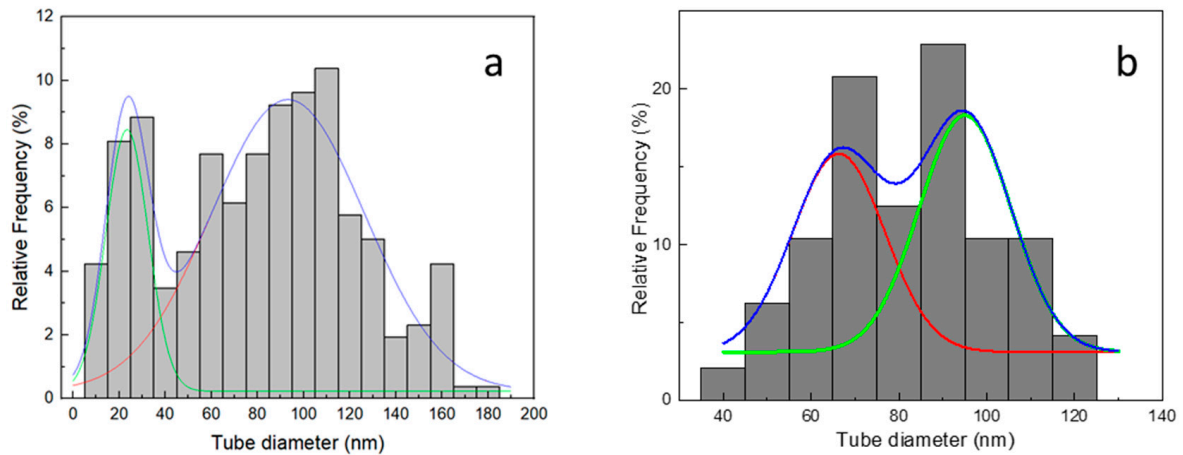 a
Relative Frequency (%)
12
10
8
6
4
2
0
0 20 40 60 80 100 120 140 160 180 200
Tube diameter (nm)
b
Relative Frequency (%)
20
10
0
40 60 80 100 120 140
Tube diameter (nm)